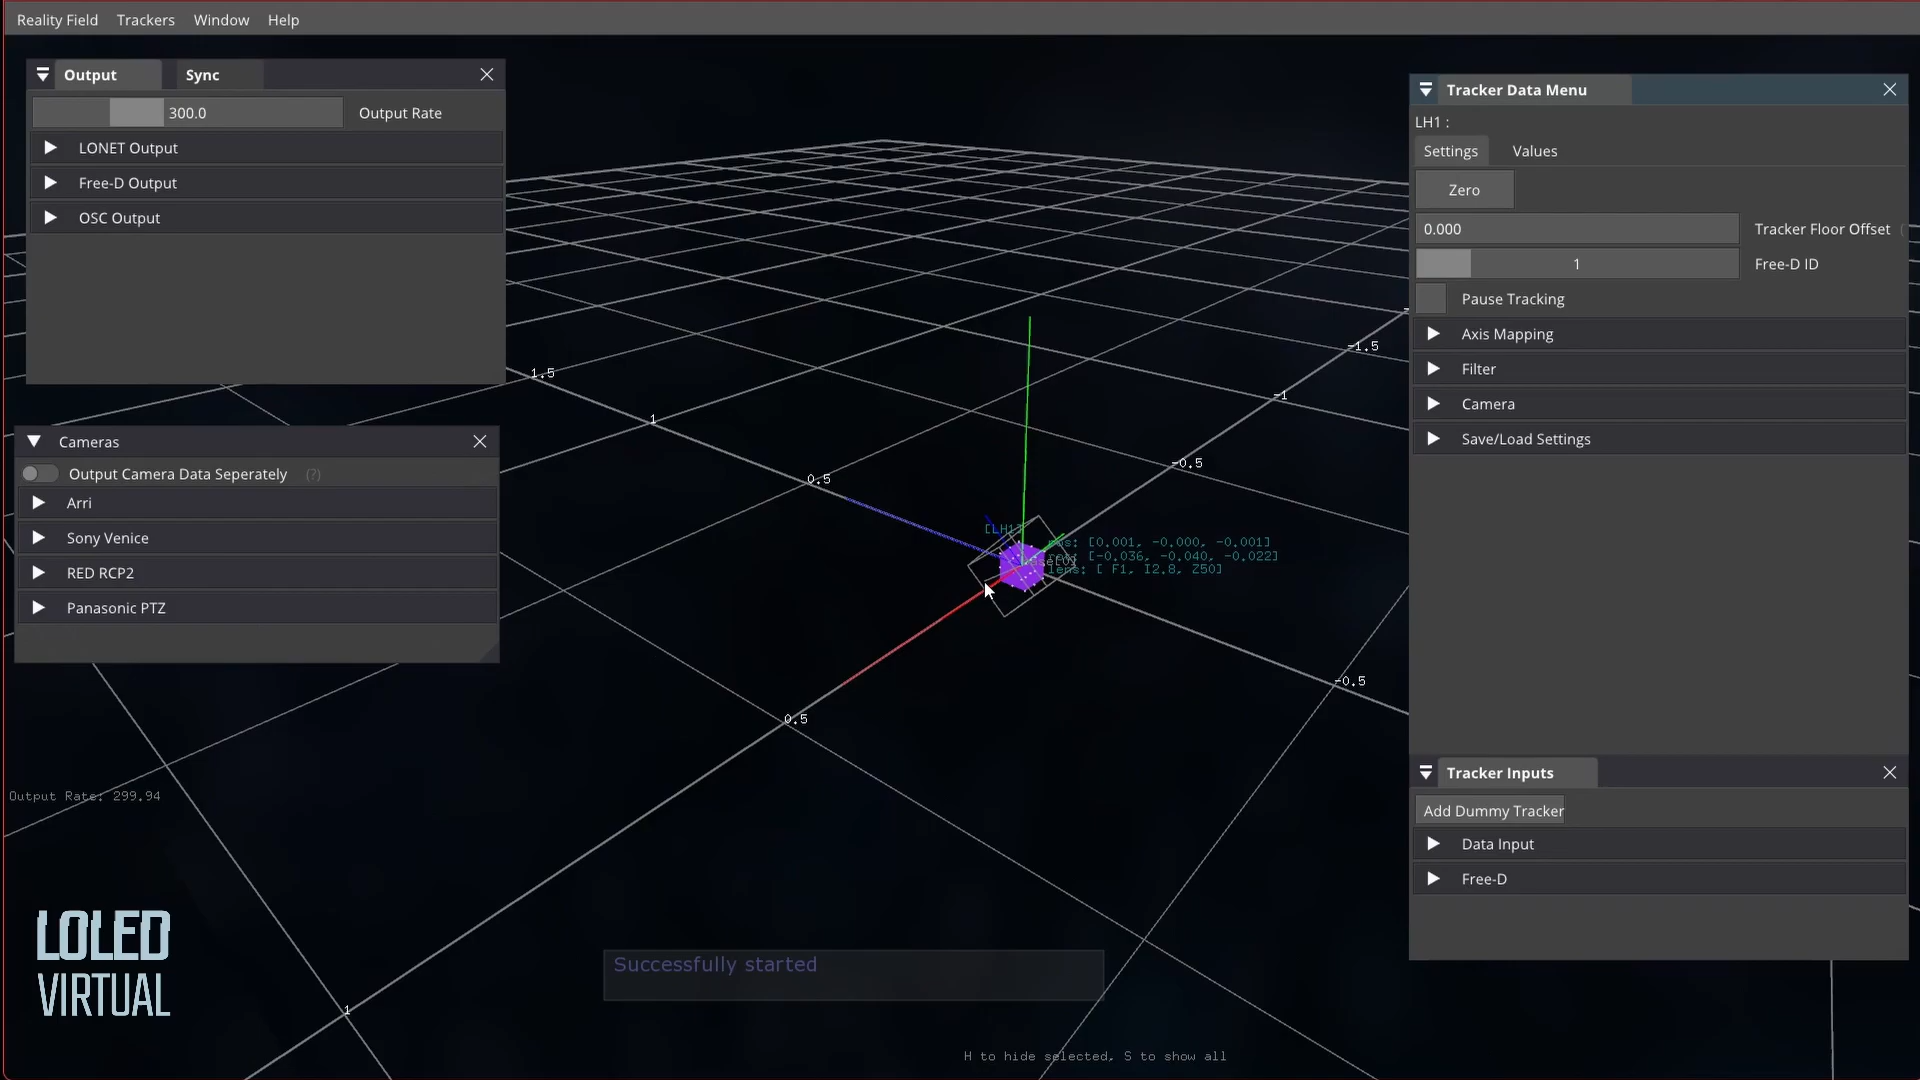 Reality Field Trackers Window Help
Output Sync
300.0 Output Rate
LONET Output
Free-D Output
OSC Output
Cameras
Output Camera Data Seperately (?)
Arri
Sony Venice
RED RCP2
Panasonic PTZ
1.5
1
0.5
-1.5
-1
-0.5
-0.5
0.5
1
[LH1]
pos: [0.001, -0.000, -0.001]
[-0.036, -0.040, -0.022]
lens: [ F1, I2.8, Z50]
Tracker Data Menu
LH1 :
Settings Values
Zero
0.000 Tracker Floor Offset
1 Free-D ID
Pause Tracking
Axis Mapping
Filter
Camera
Save/Load Settings
Tracker Inputs
Add Dummy Tracker
Data Input
Free-D
Output Rate: 299.94
LOLED
VIRTUAL
Successfully started
H to hide selected, S to show all